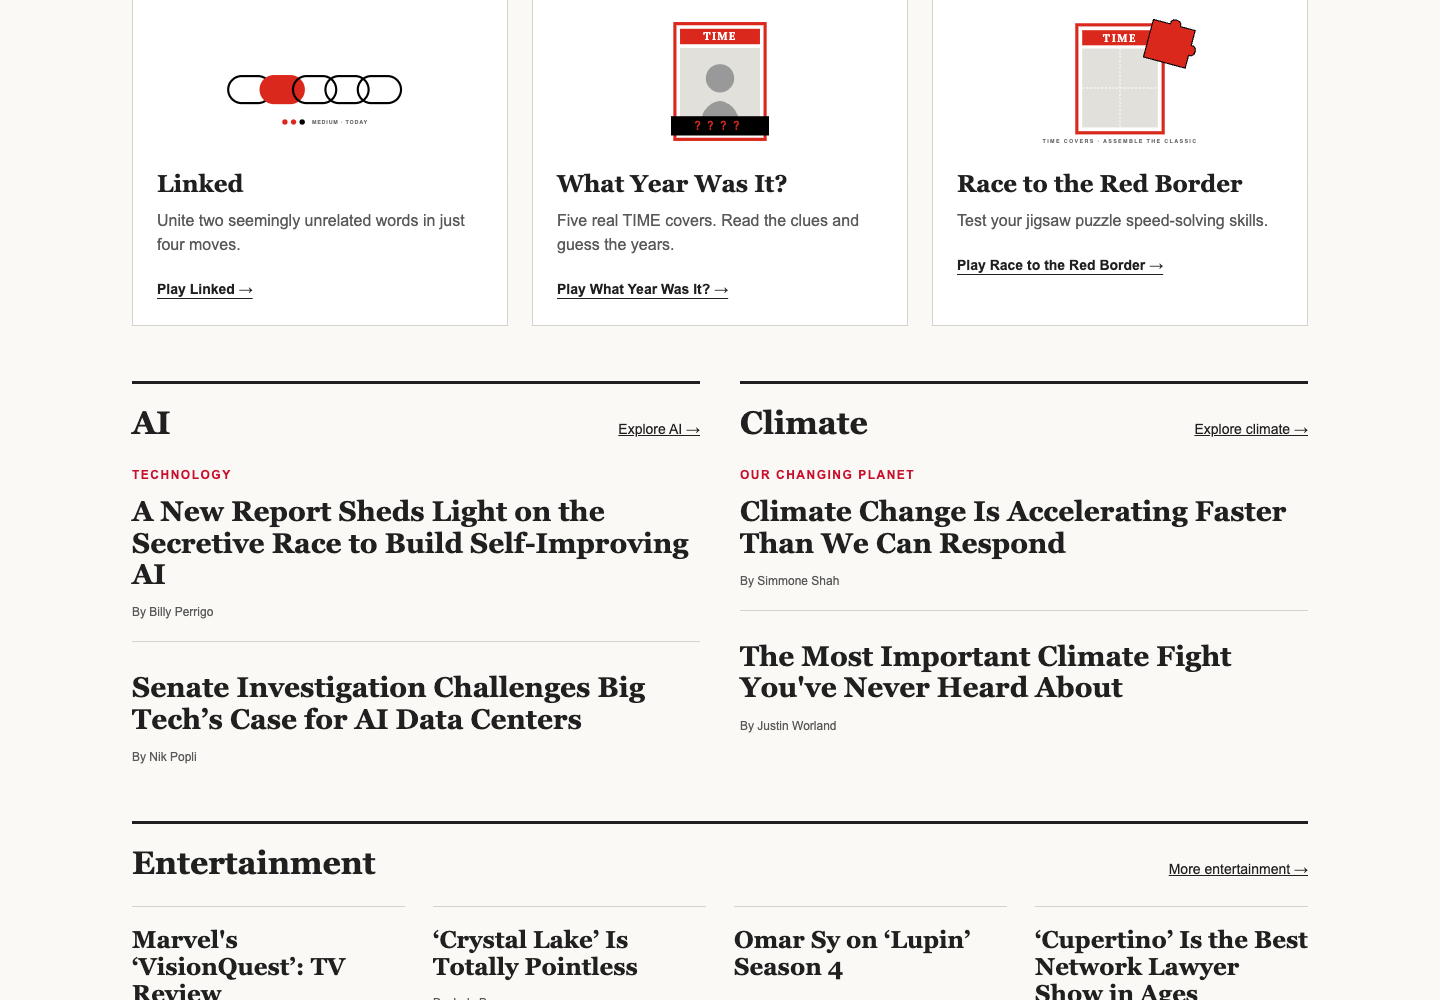 MEDIUM · TODAY
Linked
Unite two seemingly unrelated words in just
four moves.
Play Linked →
TIME
? ? ? ?
What Year Was It?
Five real TIME covers. Read the clues and
guess the years.
Play What Year Was It? →
TIME
TIME COVERS · ASSEMBLE THE CLASSIC
Race to the Red Border
Test your jigsaw puzzle speed-solving skills.
Play Race to the Red Border →
AI
Explore AI →
TECHNOLOGY
A New Report Sheds Light on the
Secretive Race to Build Self-Improving
AI
By Billy Perrigo
Senate Investigation Challenges Big
Tech’s Case for AI Data Centers
By Nik Popli
Climate
Explore climate →
OUR CHANGING PLANET
Climate Change Is Accelerating Faster
Than We Can Respond
By Simmone Shah
The Most Important Climate Fight
You've Never Heard About
By Justin Worland
Entertainment
More entertainment →
Marvel's
‘VisionQuest’: TV
Review
‘Crystal Lake’ Is
Totally Pointless
Omar Sy on ‘Lupin’
Season 4
‘Cupertino’ Is the Best
Network Lawyer
Show in Ages